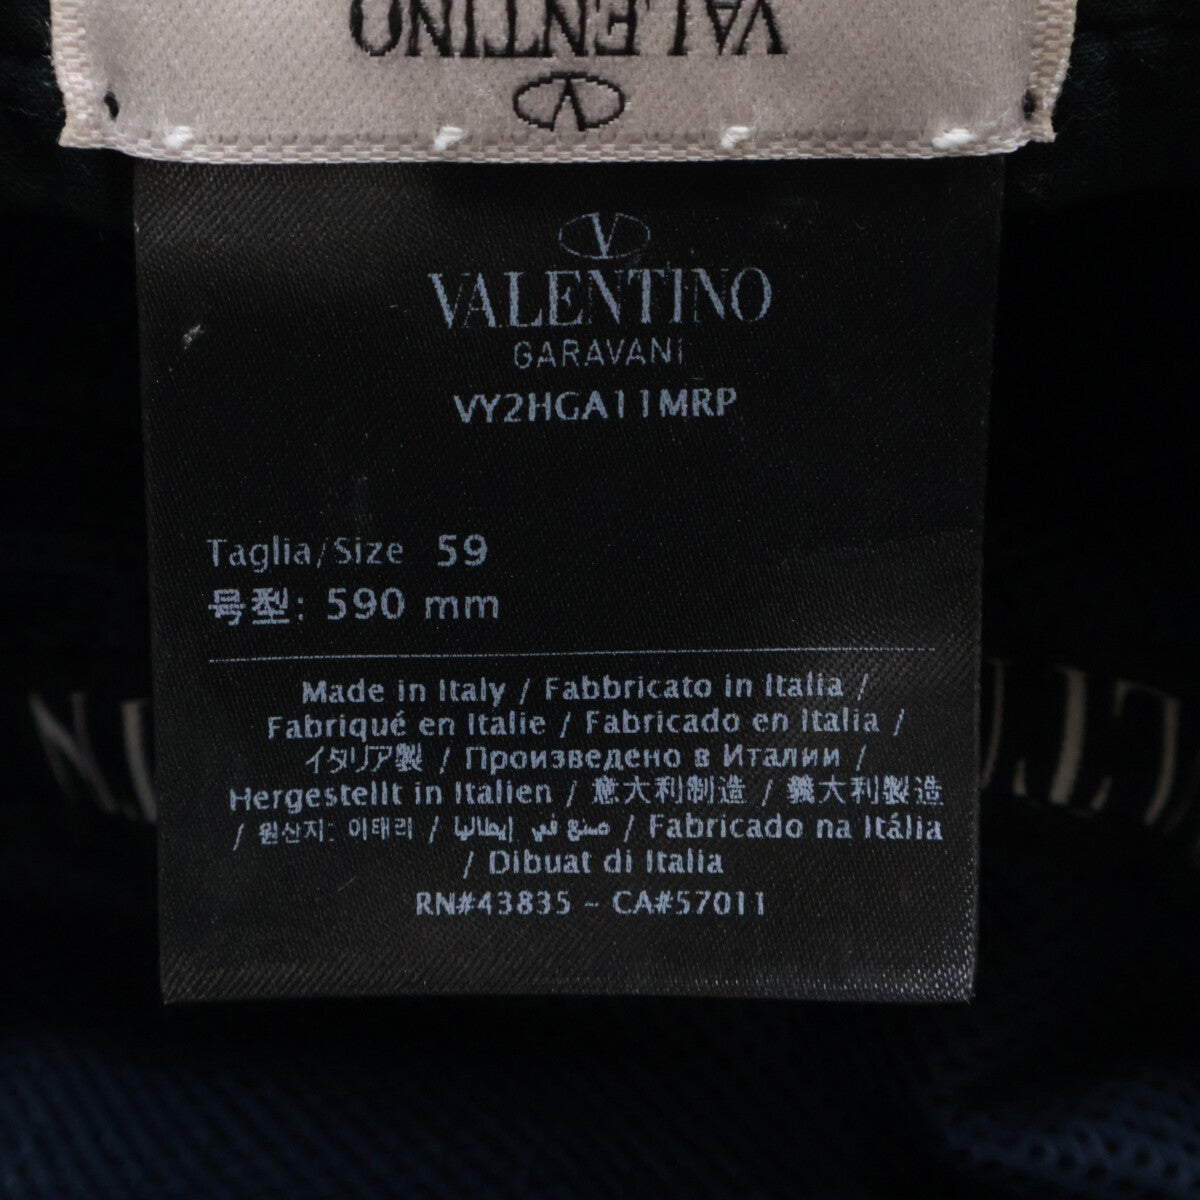 VALENTINO
VALENTINO
GARAVANI
VY2HGA11MRP
Taglia/Size 59
号型: 590 mm
Made in Italy / Fabbricato in Italia /
Fabriqué en Italie / Fabricado en Italia /
イタリア製 / Произведено в Италии /
Hergestellt in Italien / 意大利制造 / 義大利製造
/ 원산지: 이태리 / صنع في إيطاليا / Fabricado na Itália
/ Dibuat di Italia
RN#43835 - CA#57011